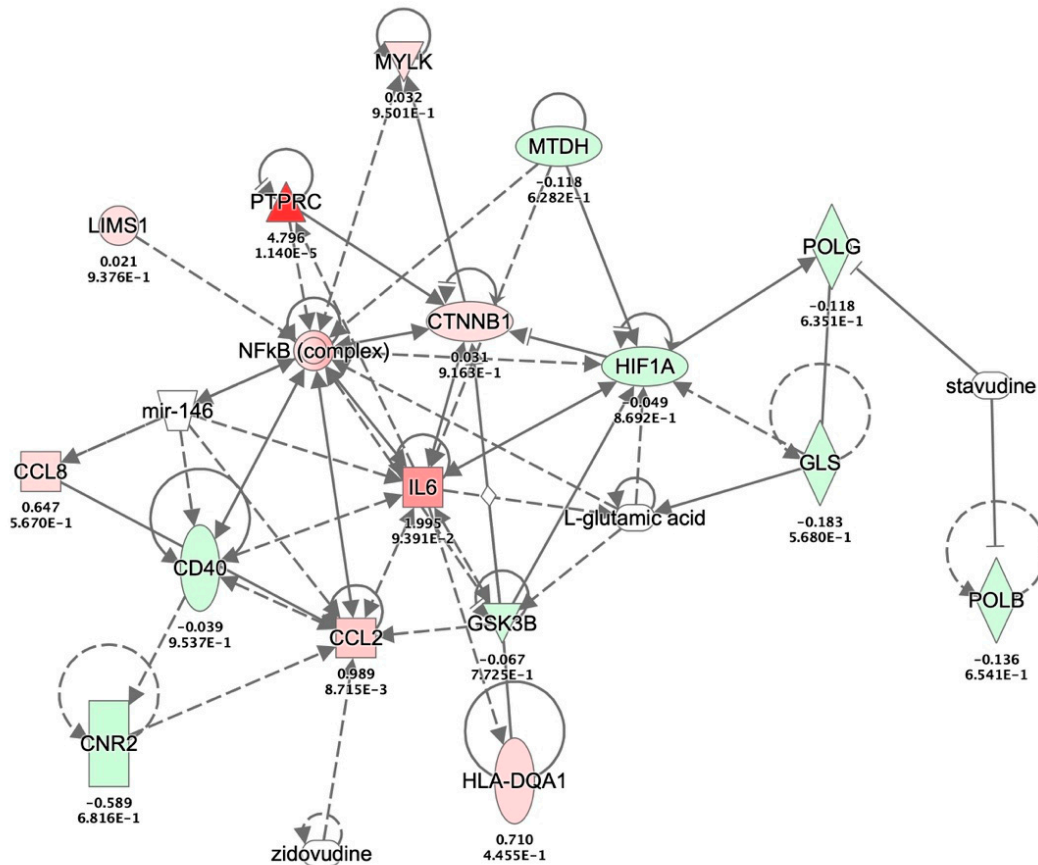 MYLK
0.032
9.501E-1
MTDH
-0.118
6.282E-1
PTPRC
4.796
1.140E-5
LIMS1
0.021
9.376E-1
POLG
-0.118
6.351E-1
CTNNB1
0.031
9.163E-1
NFkB (complex)
HIF1A
-0.049
8.692E-1
stavudine
mir-146
CCL8
0.647
5.670E-1
GLS
-0.183
5.680E-1
IL6
1.995
9.391E-2
L-glutamic acid
CD40
-0.039
9.537E-1
POLB
-0.136
6.541E-1
GSK3B
-0.067
7.725E-1
CCL2
0.989
8.715E-3
CNR2
-0.589
6.816E-1
HLA-DQA1
0.710
4.455E-1
zidovudine